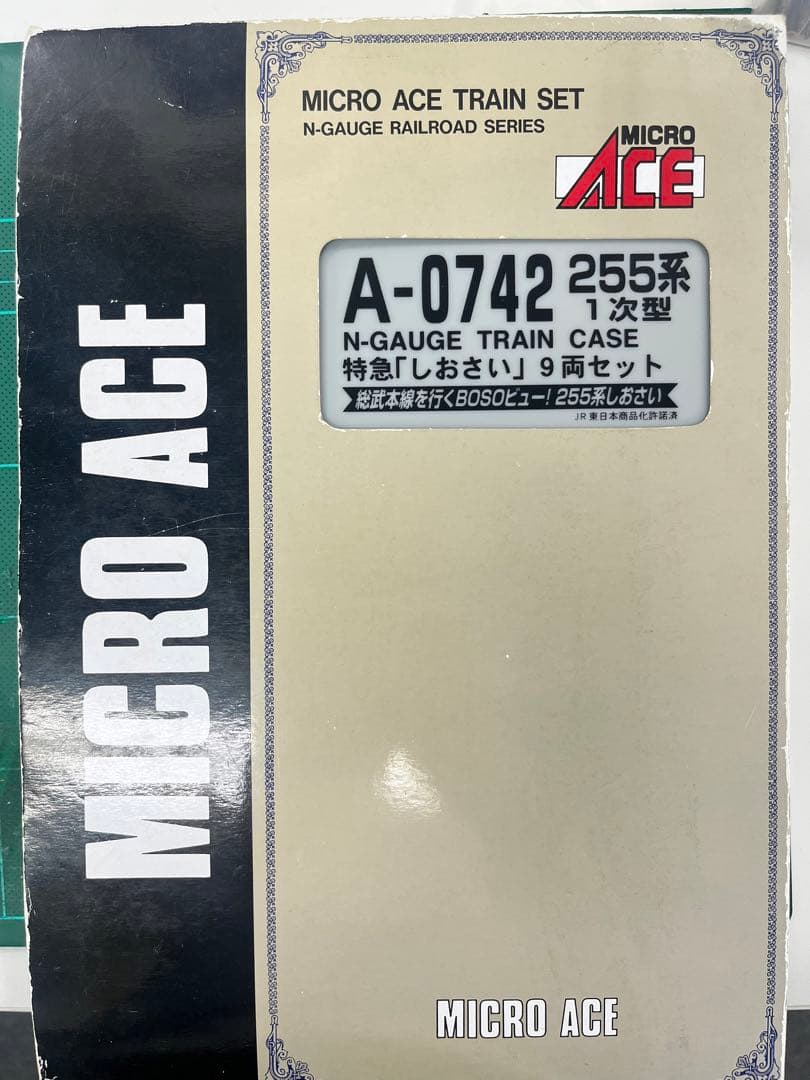 MICRO ACE TRAIN SET
N-GAUGE RAILROAD SERIES
MICRO
ACE
A-0742 255系
1次型
N-GAUGE TRAIN CASE
特急「しおさい」9両セット
総武本線を行くBOSOビュー!255系しおさい
JR東日本商品化許諾済
MICRO ACE
MICRO ACE